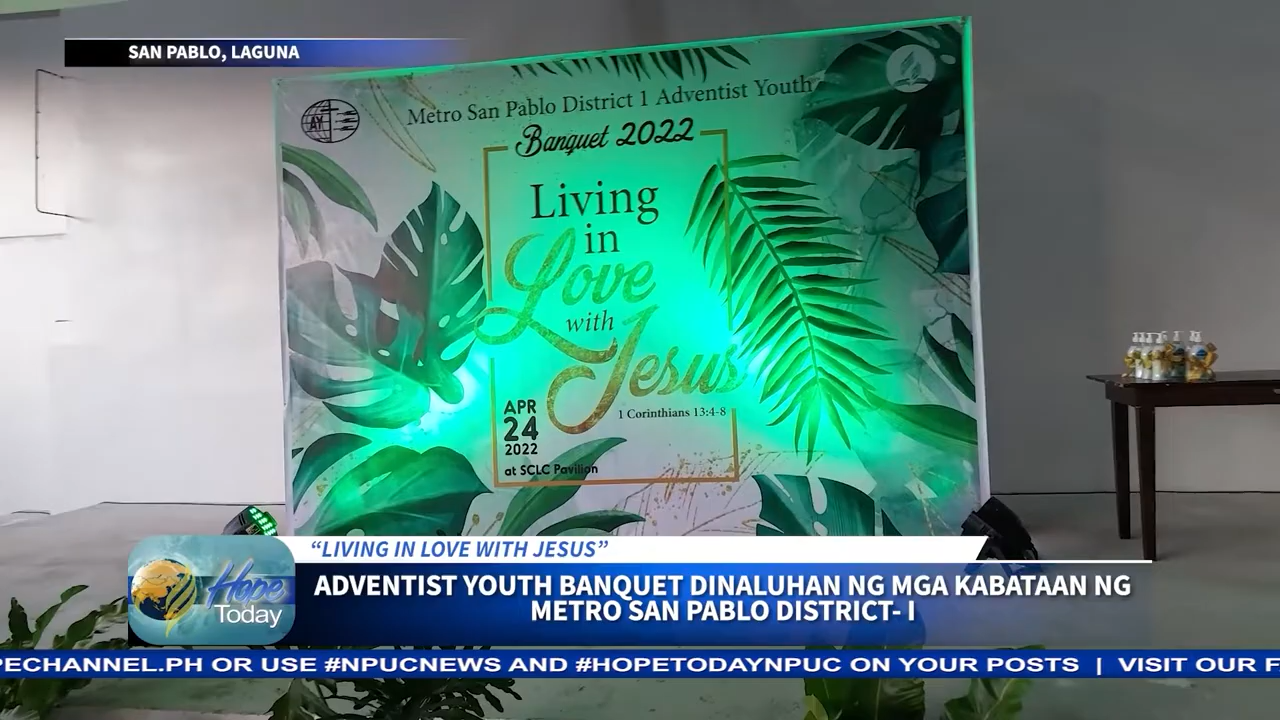 SAN PABLO, LAGUNA
AY
Metro San Pablo District 1 Adventist Youth
Banquet 2022
Living
in
Love
with
Jesus
1 Corinthians 13:4-8
APR
24
2022
at SCLC Pavilion
“LIVING IN LOVE WITH JESUS”
Hope
Today
ADVENTIST YOUTH BANQUET DINALUHAN NG MGA KABATAAN NG
METRO SAN PABLO DISTRICT- I
PECHANNEL.PH OR USE #NPUCNEWS AND #HOPETODAYNPUC ON YOUR POSTS | VISIT OUR F